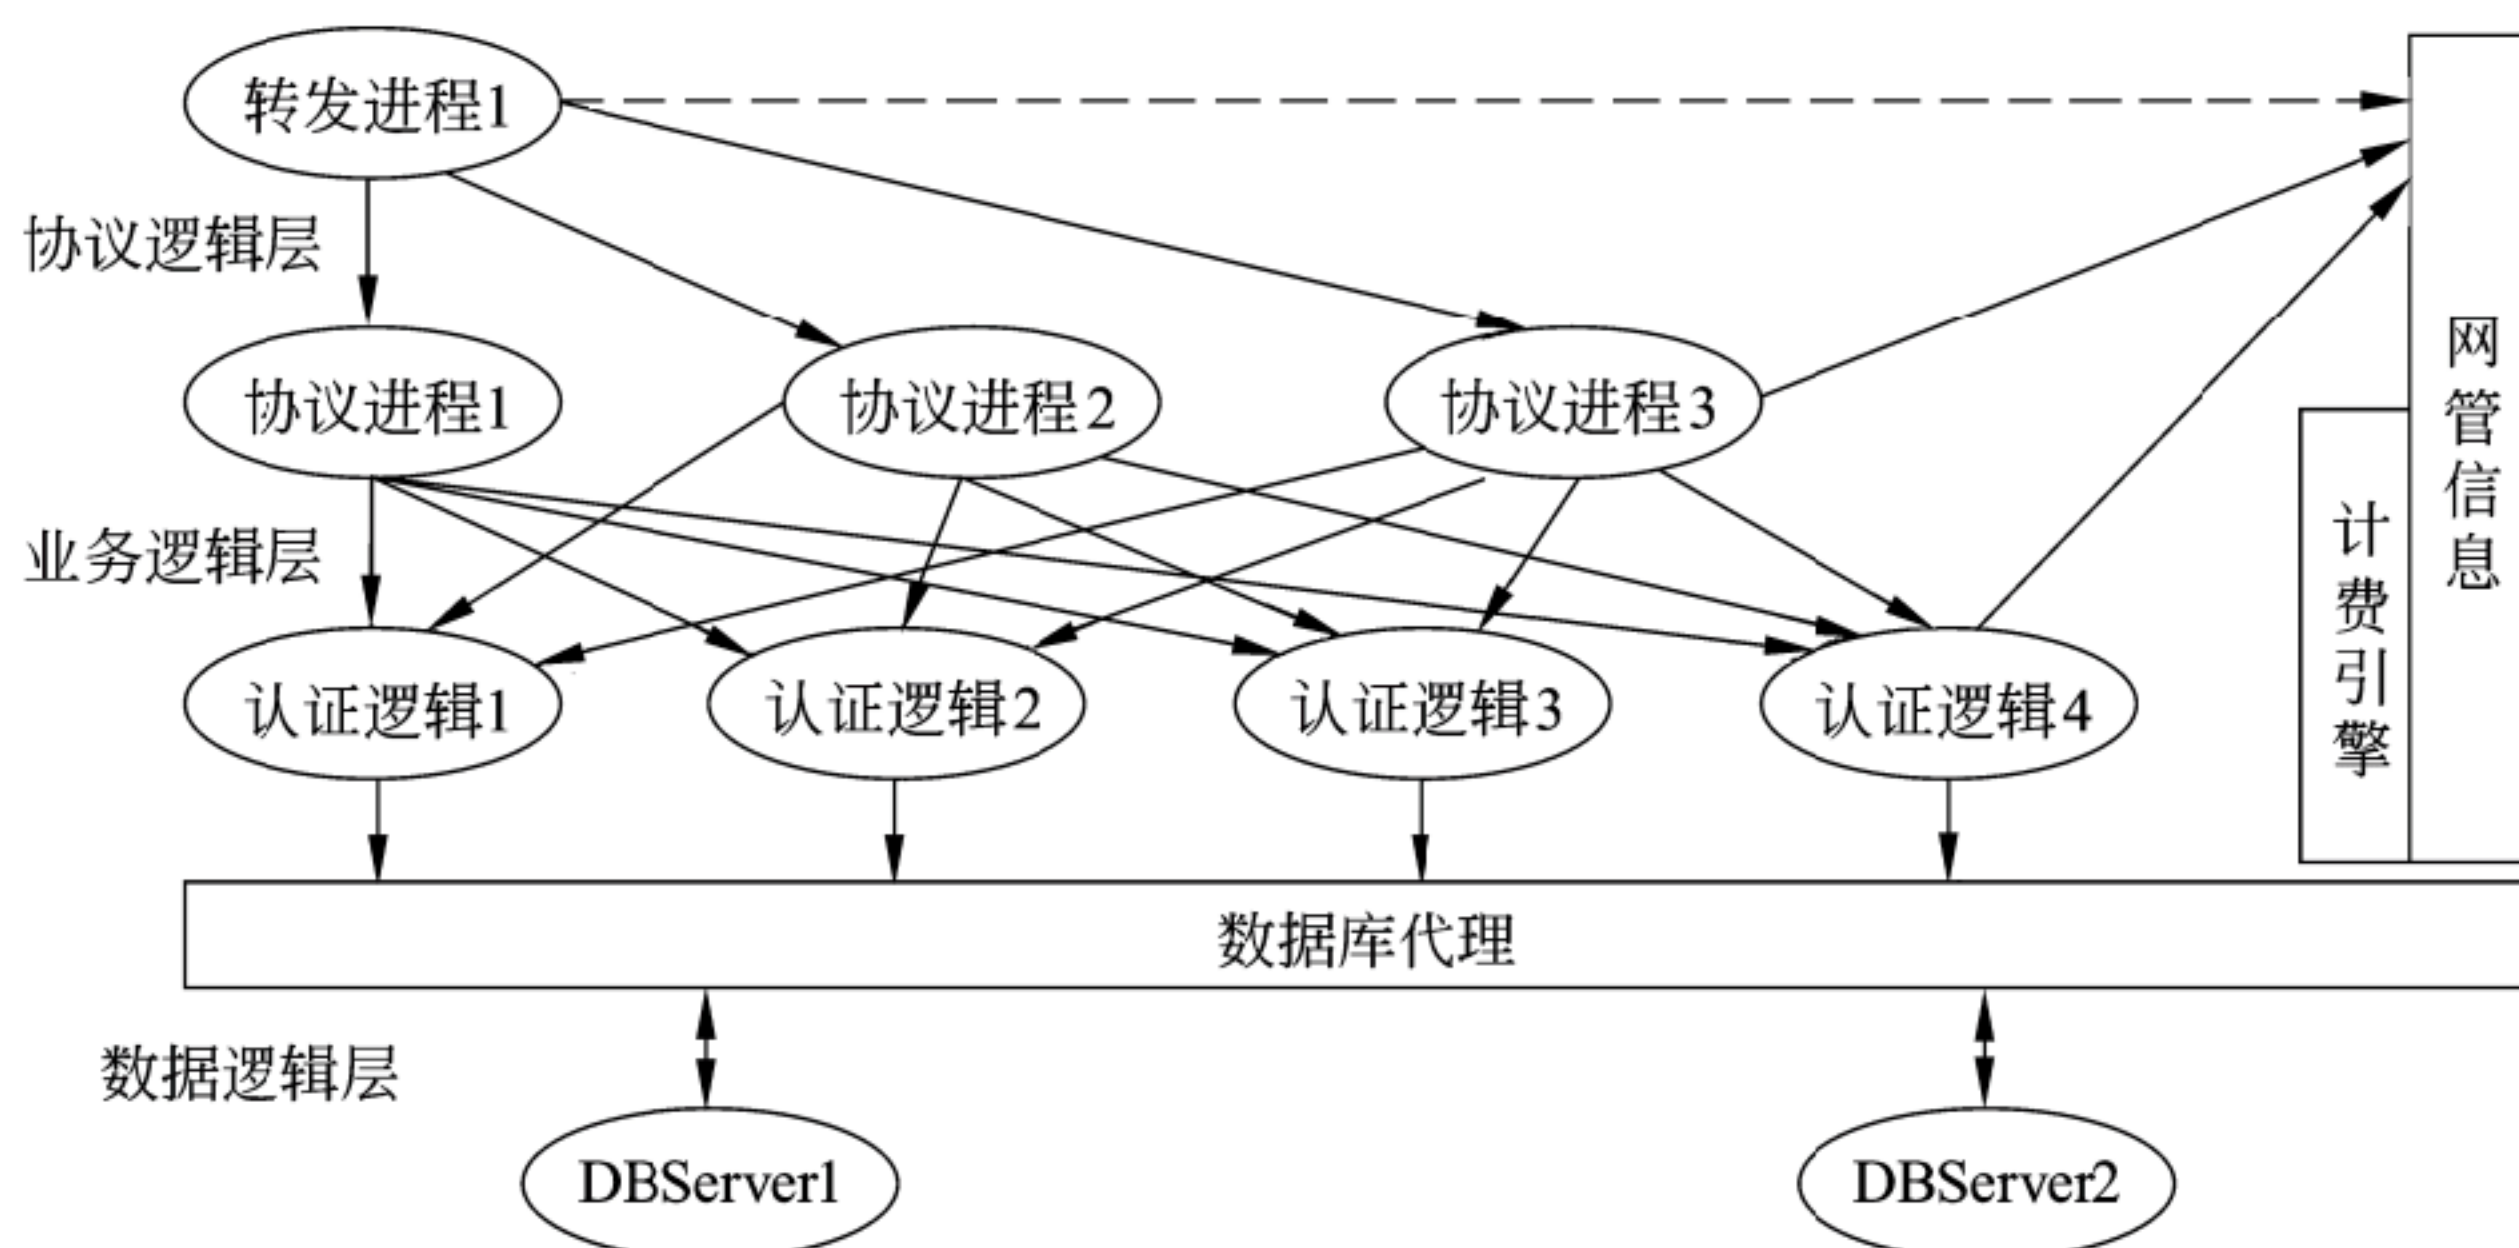 转发进程1
协议逻辑层
协议进程1
协议进程2
协议进程3
网管信息
计费引擎
业务逻辑层
认证逻辑1
认证逻辑2
认证逻辑3
认证逻辑4
数据库代理
数据逻辑层
DBServer1
DBServer2